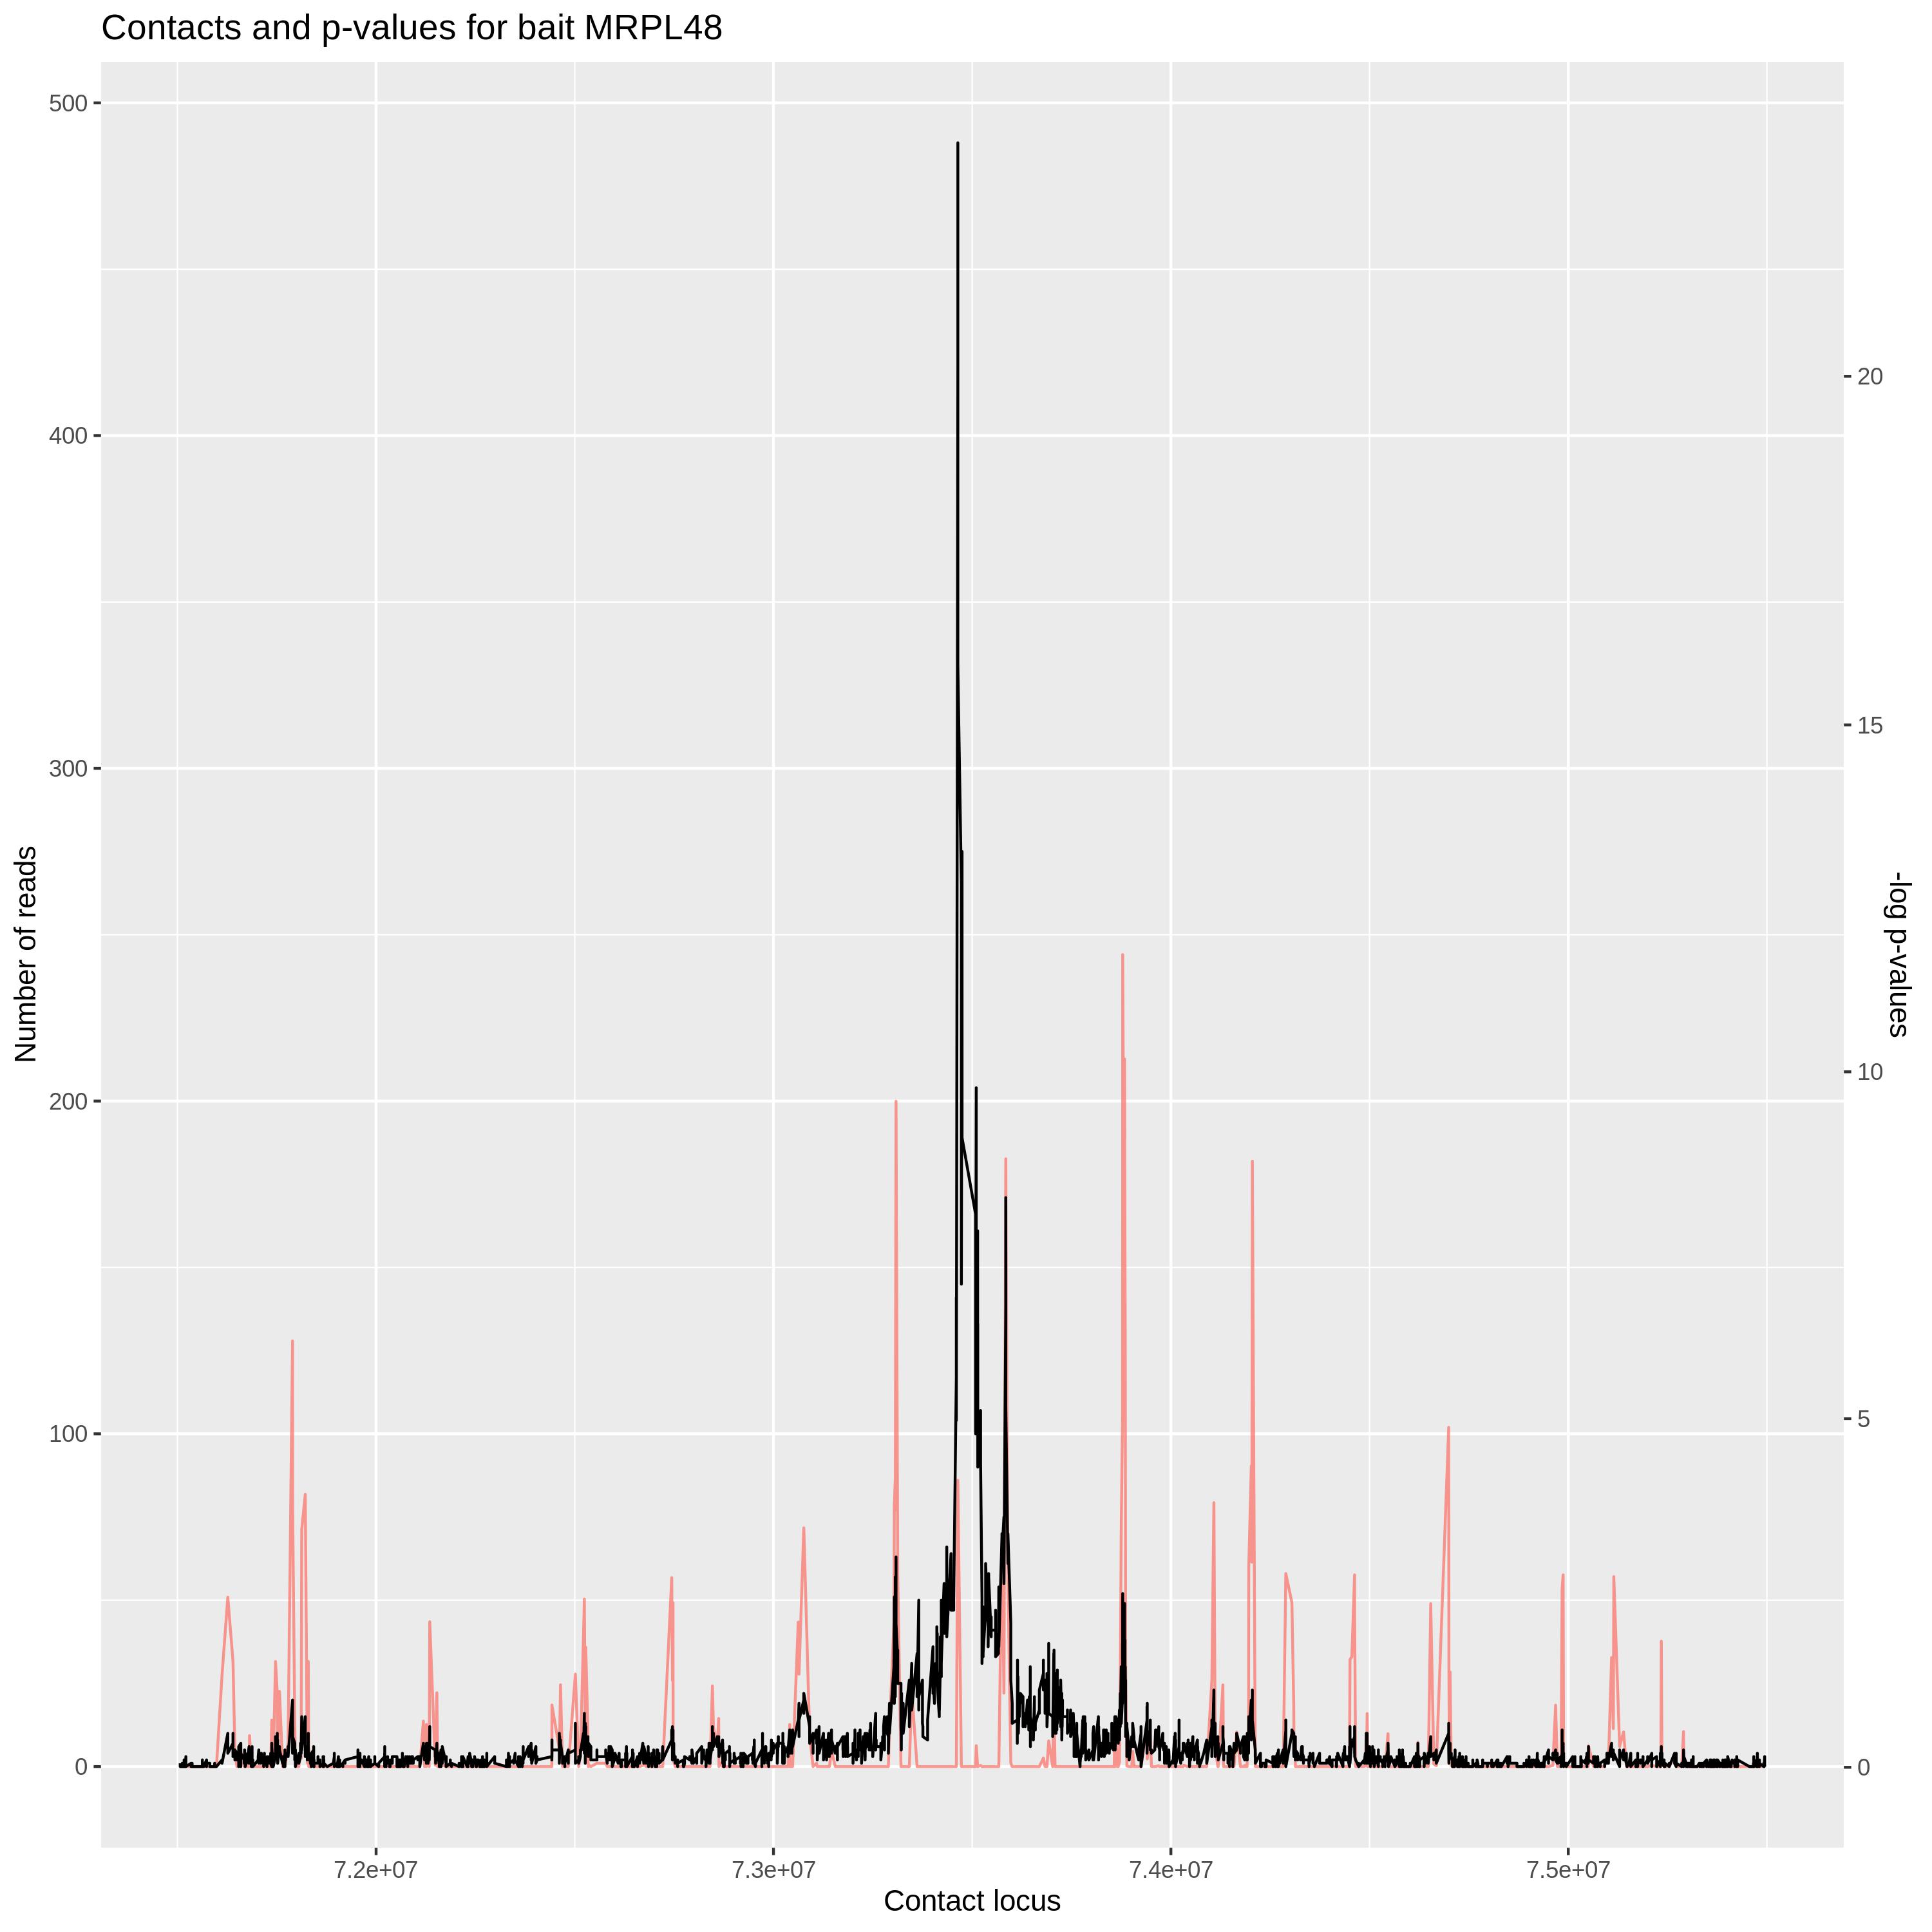 Contacts and p-values for bait MRPL48
500
400
300
200
100
0
Number of reads
20
15
10
5
0
-log p-values
7.2e+07
7.3e+07
7.4e+07
7.5e+07
Contact locus